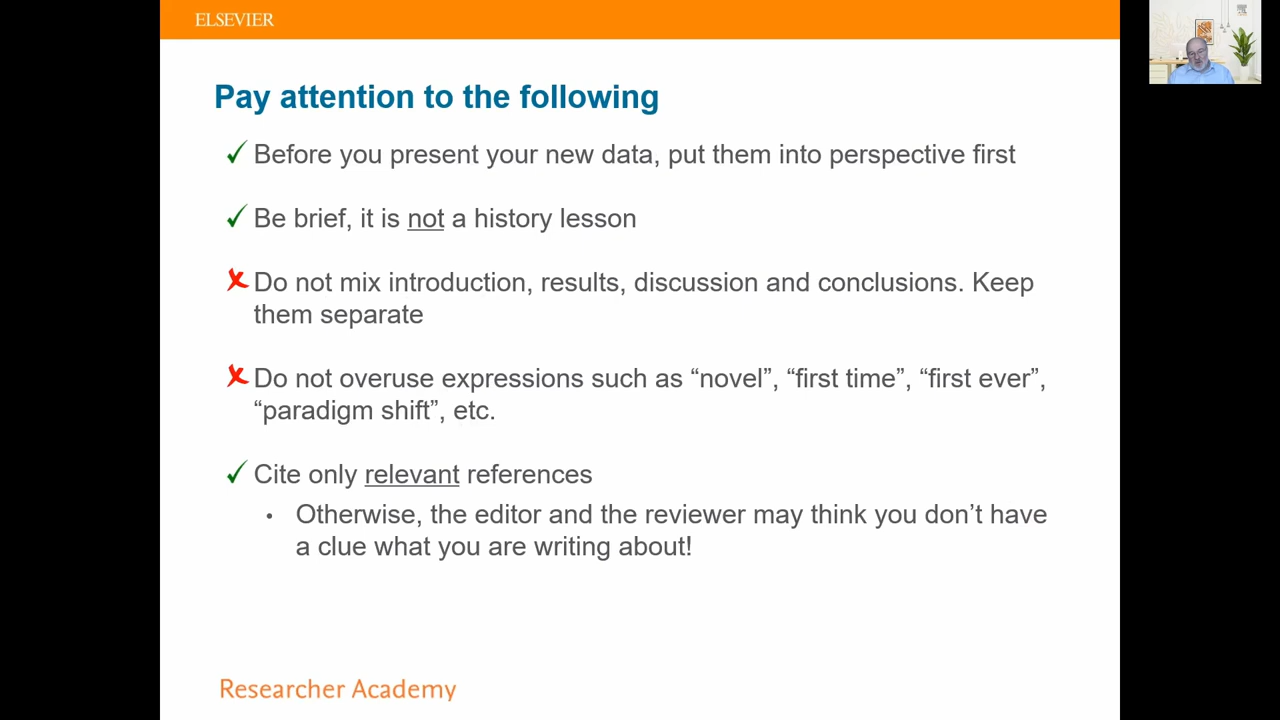 ELSEVIER
Pay attention to the following
✓ Before you present your new data, put them into perspective first
✓ Be brief, it is not a history lesson
✗ Do not mix introduction, results, discussion and conclusions. Keep
them separate
✗ Do not overuse expressions such as “novel”, “first time”, “first ever”,
“paradigm shift”, etc.
✓ Cite only relevant references
• Otherwise, the editor and the reviewer may think you don’t have
a clue what you are writing about!
Researcher Academy